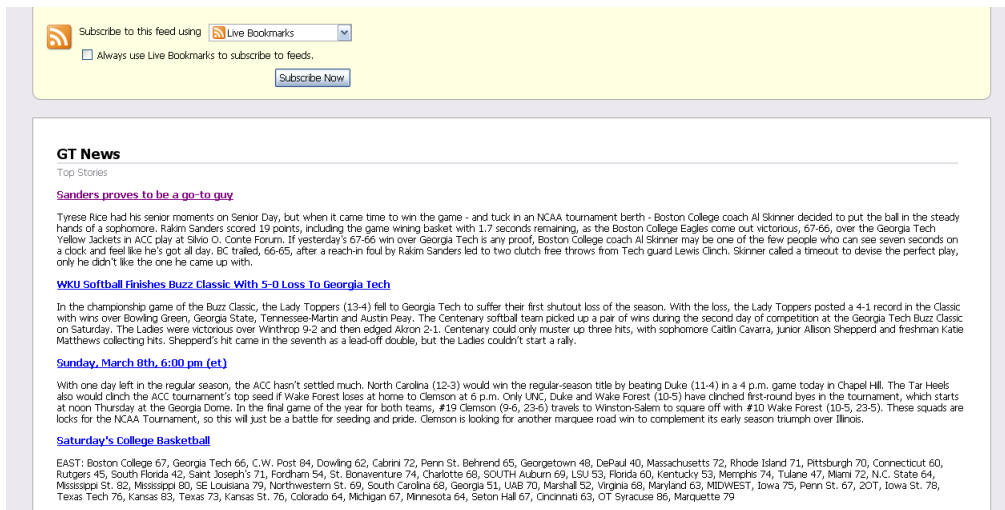 Subscribe to this feed using Live Bookmarks
Always use Live Bookmarks to subscribe to feeds.
Subscribe Now
GT News
Top Stories
Sanders proves to be a go-to guy
Tyrese Rice had his senior moments on Senior Day, but when it came time to win the game - and tuck in an NCAA tournament berth - Boston College coach Al Skinner decided to put the ball in the steady
hands of a sophomore. Rakim Sanders scored 19 points, including the game wining basket with 1.7 seconds remaining, as the Boston College Eagles come out victorious, 67-66, over the Georgia Tech
Yellow Jackets in ACC play at Silvio O. Conte Forum. If yesterday's 67-66 win over Georgia Tech is any proof, Boston College coach Al Skinner may be one of the few people who can see seven seconds on
a clock and feel like he's got all day. BC trailed, 66-65, after a reach-in foul by Rakim Sanders led to two clutch free throws from Tech guard Lewis Clinch. Skinner called a timeout to devise the perfect play,
only he didn't like the one he came up with.
WKU Softball Finishes Buzz Classic With 5-0 Loss To Georgia Tech
In the championship game of the Buzz Classic, the Lady Toppers (13-4) fell to Georgia Tech to suffer their first shutout loss of the season. With the loss, the Lady Toppers posted a 4-1 record in the Classic
with wins over Bowling Green, Georgia State, Tennessee-Martin and Austin Peay. The Centenary softball team picked up a pair of wins during the second day of competition at the Georgia Tech Buzz Classic
on Saturday. The Ladies were victorious over Winthrop 9-2 and then edged Akron 2-1. Centenary could only muster up three hits, with sophomore Caitlin Cavarra, junior Allison Shepperd and freshman Katie
Matthews collecting hits. Shepperd's hit came in the seventh as a lead-off double, but the Ladies couldn't start a rally.
Sunday, March 8th, 6:00 pm (et)
With one day left in the regular season, the ACC hasn't settled much. North Carolina (12-3) would win the regular-season title by beating Duke (11-4) in a 4 p.m. game today in Chapel Hill. The Tar Heels
also would clinch the ACC tournament's top seed if Wake Forest loses at home to Clemson at 6 p.m. Only UNC, Duke and Wake Forest (10-5) have clinched first-round byes in the tournament, which starts
at noon Thursday at the Georgia Dome. In the final game of the year for both teams, #19 Clemson (9-6, 23-6) travels to Winston-Salem to square off with #10 Wake Forest (10-5, 23-5). These squads are
locks for the NCAA Tournament, so this will just be a battle for seeding and pride. Clemson is looking for another marquee road win to complement its early season triumph over Illinois.
Saturday's College Basketball
EAST: Boston College 67, Georgia Tech 66, C.W. Post 84, Dowling 62, Cabrini 72, Penn St. Behrend 65, Georgetown 48, DePaul 40, Massachusetts 72, Rhode Island 71, Pittsburgh 70, Connecticut 60,
Rutgers 45, South Florida 42, Saint Joseph's 71, Fordham 54, St. Bonaventure 74, Charlotte 68, SOUTH Auburn 69, LSU 53, Florida 60, Kentucky 53, Memphis 74, Tulane 47, Miami 72, N.C. State 64,
Mississippi St. 82, Mississippi 80, SE Louisiana 79, Northwestern St. 69, South Carolina 68, Georgia 51, UAB 70, Marshall 52, Virginia 68, Maryland 63, MIDWEST, Iowa 75, Penn St. 67, 2OT, Iowa St. 78,
Texas Tech 76, Kansas 83, Texas 73, Kansas St. 76, Colorado 64, Michigan 67, Minnesota 64, Seton Hall 67, Cincinnati 63, OT Syracuse 86, Marquette 79